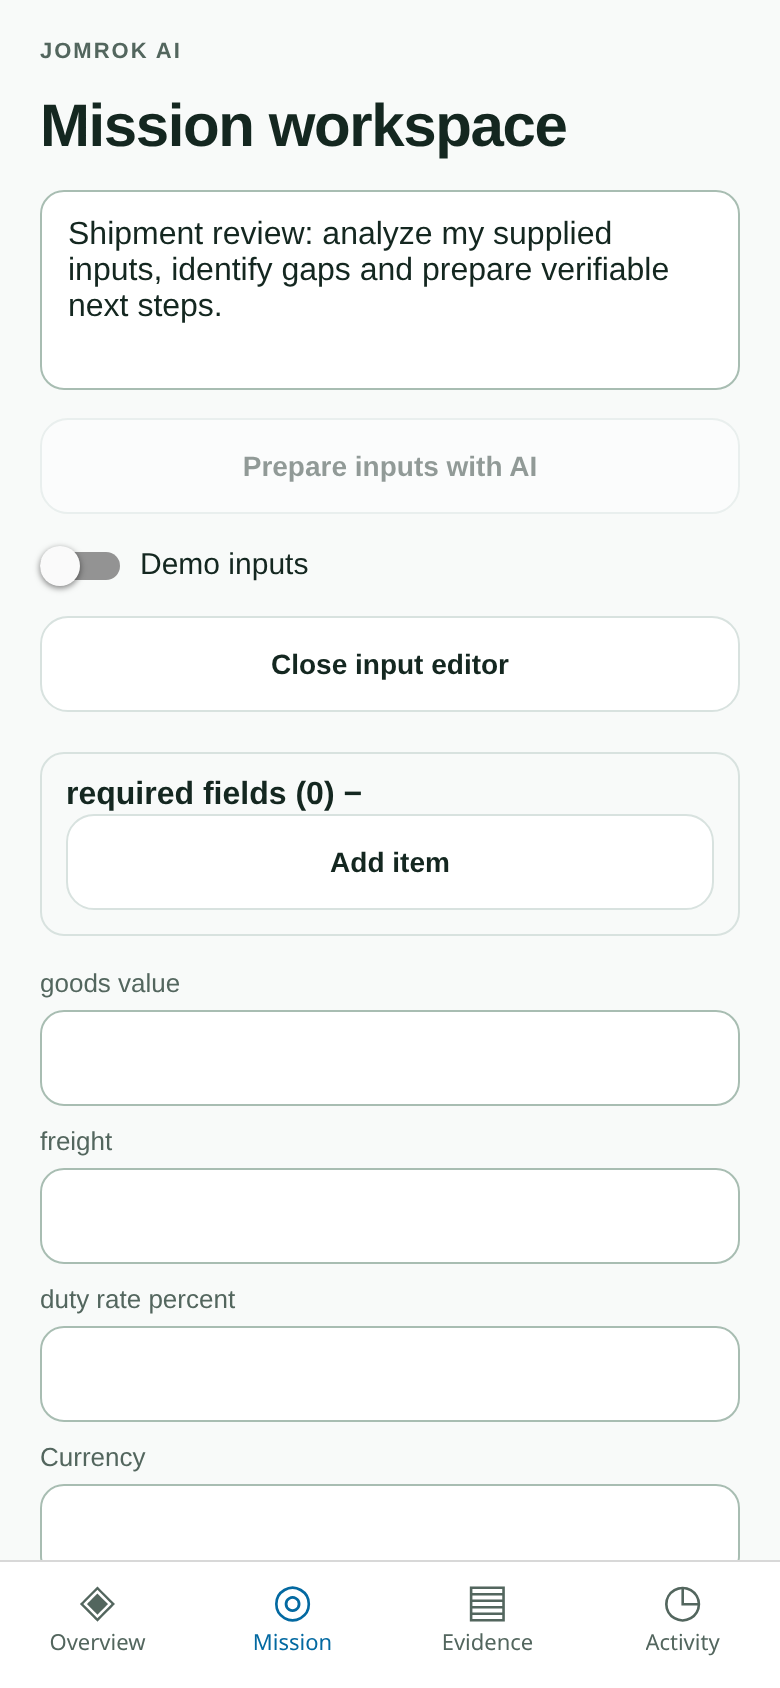 JOMROK AI
Mission workspace
Shipment review: analyze my supplied
inputs, identify gaps and prepare verifiable
next steps.
Prepare inputs with AI
Demo inputs
Close input editor
required fields (0) −
Add item
goods value
freight
duty rate percent
Currency
Overview
Mission
Evidence
Activity